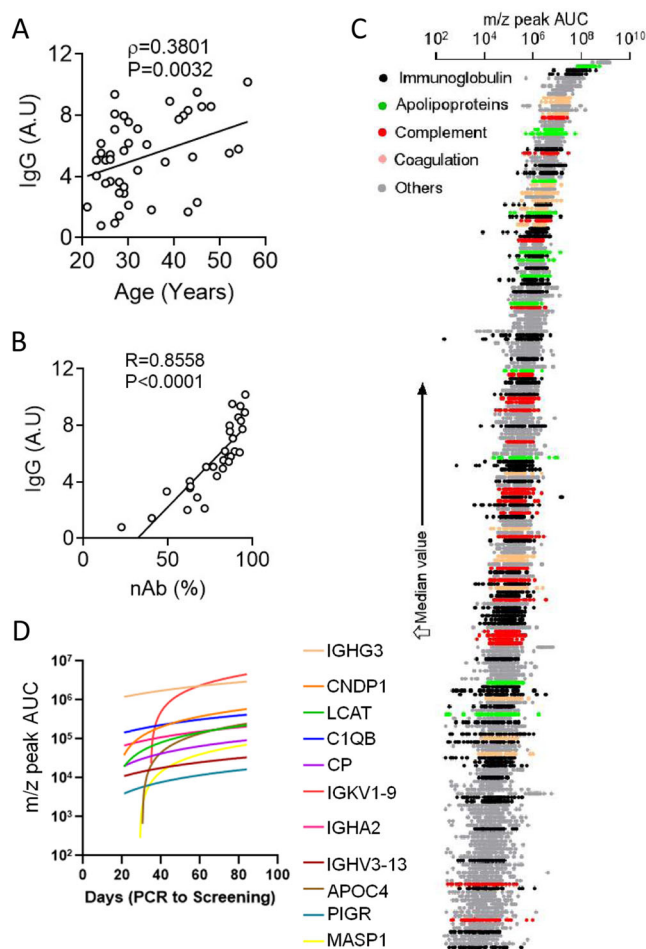 A
ρ=0.3801
P=0.0032
IgG (A.U)
12
8
4
0
20 30 40 50 60
Age (Years)
B
R=0.8558
P<0.0001
IgG (A.U)
12
8
4
0
0 50 100
nAb (%)
C
m/z peak AUC
10² 10⁴ 10⁶ 10⁸ 10¹⁰
Immunoglobulin
Apolipoproteins
Complement
Coagulation
Others
⇧Median value
D
m/z peak AUC
10⁷
10⁶
10⁵
10⁴
10³
10²
0 20 40 60 80 100
Days (PCR to Screening)
IGHG3
CNDP1
LCAT
C1QB
CP
IGKV1-9
IGHA2
IGHV3-13
APOC4
PIGR
MASP1